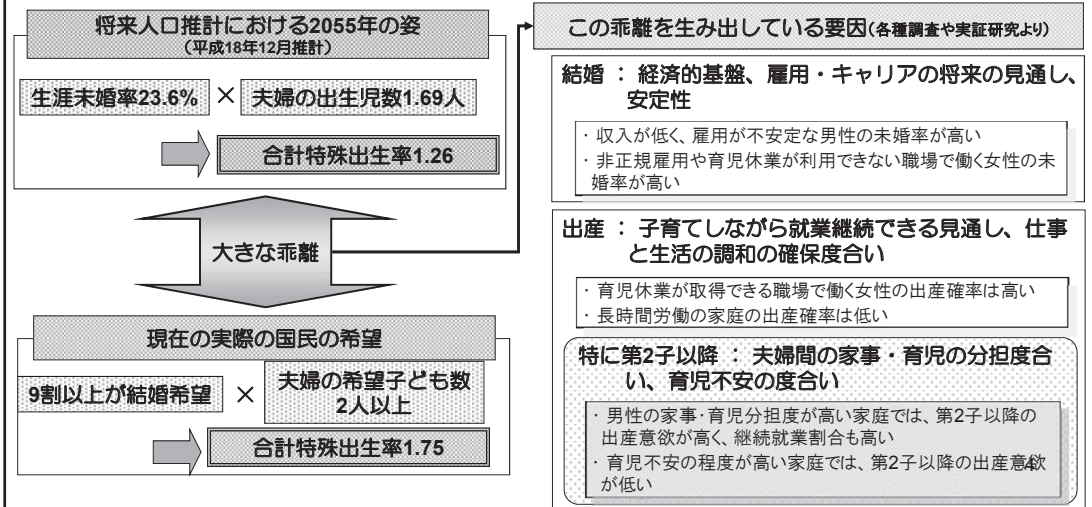 将来人口推計における2055年の姿
（平成18年12月推計）
生涯未婚率23.6% × 夫婦の出生児数1.69人
合計特殊出生率1.26
大きな乖離
現在の実際の国民の希望
9割以上が結婚希望 × 夫婦の希望子ども数
2人以上
合計特殊出生率1.75
この乖離を生み出している要因(各種調査や実証研究より)
結婚 ： 経済的基盤、雇用・キャリアの将来の見通し、
安定性
・収入が低く、雇用が不安定な男性の未婚率が高い
・非正規雇用や育児休業が利用できない職場で働く女性の未
婚率が高い
出産 ： 子育てしながら就業継続できる見通し、仕事
と生活の調和の確保度合い
・育児休業が取得できる職場で働く女性の出産確率は高い
・長時間労働の家庭の出産確率は低い
特に第2子以降 ： 夫婦間の家事・育児の分担度合
い、育児不安の度合い
・男性の家事・育児分担度が高い家庭では、第2子以降の
出産意欲が高く、継続就業割合も高い
・育児不安の程度が高い家庭では、第2子以降の出産意欲
が低い
4